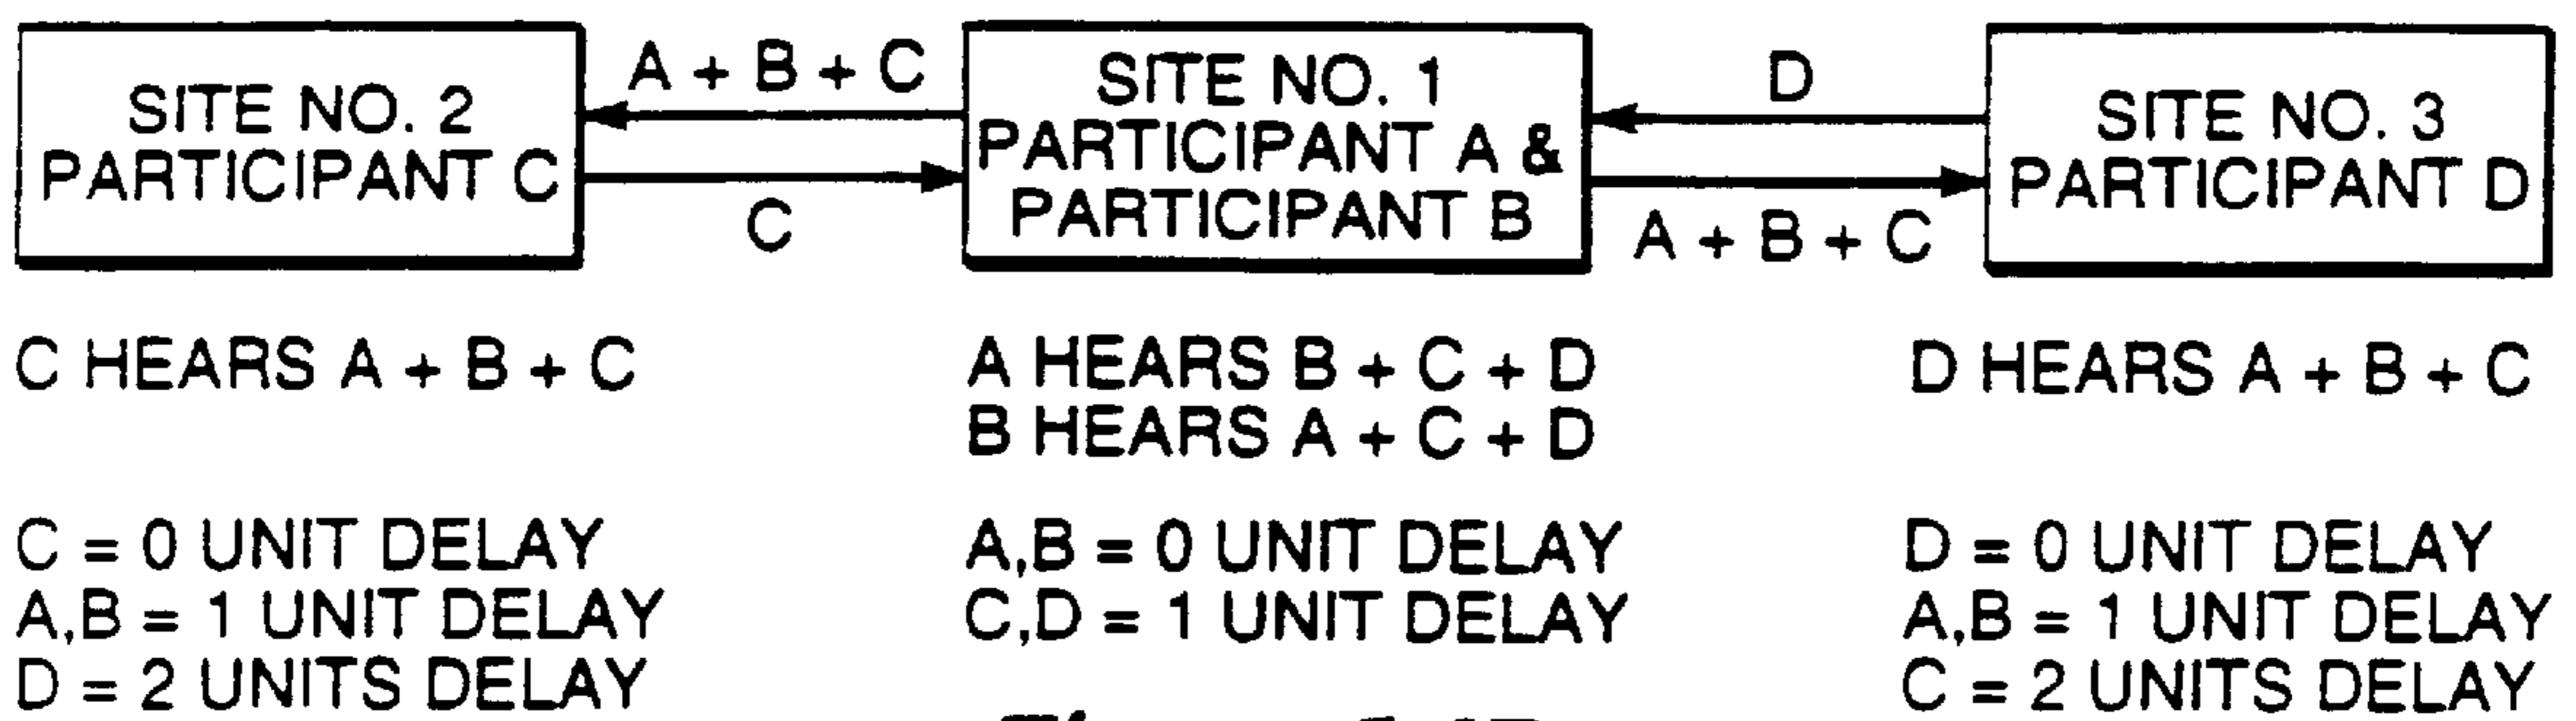 SITE NO. 2
PARTICIPANT C
A + B + C
C
SITE NO. 1
PARTICIPANT A &
PARTICIPANT B
D
A + B + C
SITE NO. 3
PARTICIPANT D
C HEARS A + B + C
A HEARS B + C + D
B HEARS A + C + D
D HEARS A + B + C
C = 0 UNIT DELAY
A,B = 1 UNIT DELAY
D = 2 UNITS DELAY
A,B = 0 UNIT DELAY
C,D = 1 UNIT DELAY
D = 0 UNIT DELAY
A,B = 1 UNIT DELAY
C = 2 UNITS DELAY